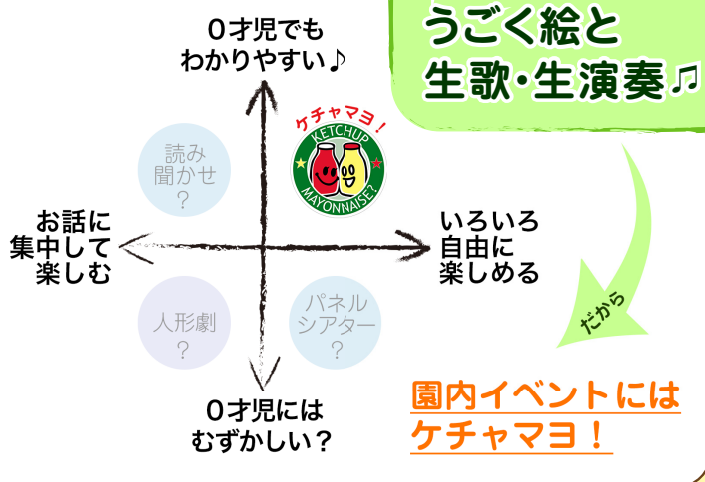 ０才児でも
わかりやすい♪
うごく絵と
生歌・生演奏♫
ケチャマヨ！
KETCHUP
MAYONNAISE?
読み
聞かせ
？
お話に
集中して
楽しむ
いろいろ
自由に
楽しめる
人形劇
？
パネル
シアター
？
だから
０才児には
むずかしい？
園内イベントには
ケチャマヨ！